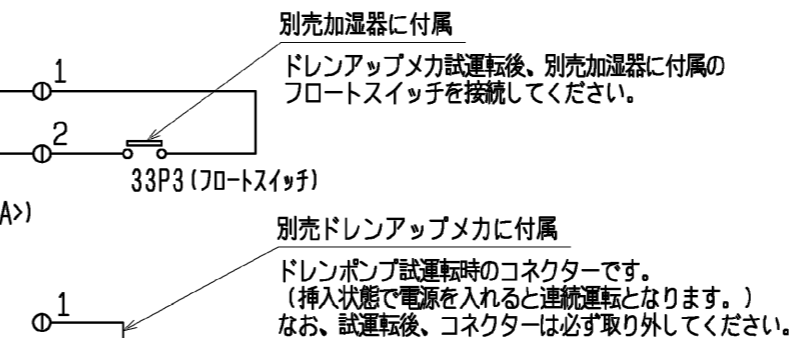 別売加湿器に付属
1
ドレンアップメカ試運転後、別売加湿器に付属の
フロートスイッチを接続してください。
2
33P3(フロートスイッチ)
A>)
別売ドレンアップメカに付属
ドレンポンプ試運転時のコネクターです。
(挿入状態で電源を入れると連続運転となります。)
1
なお、試運転後、コネクターは必ず取り外してください。